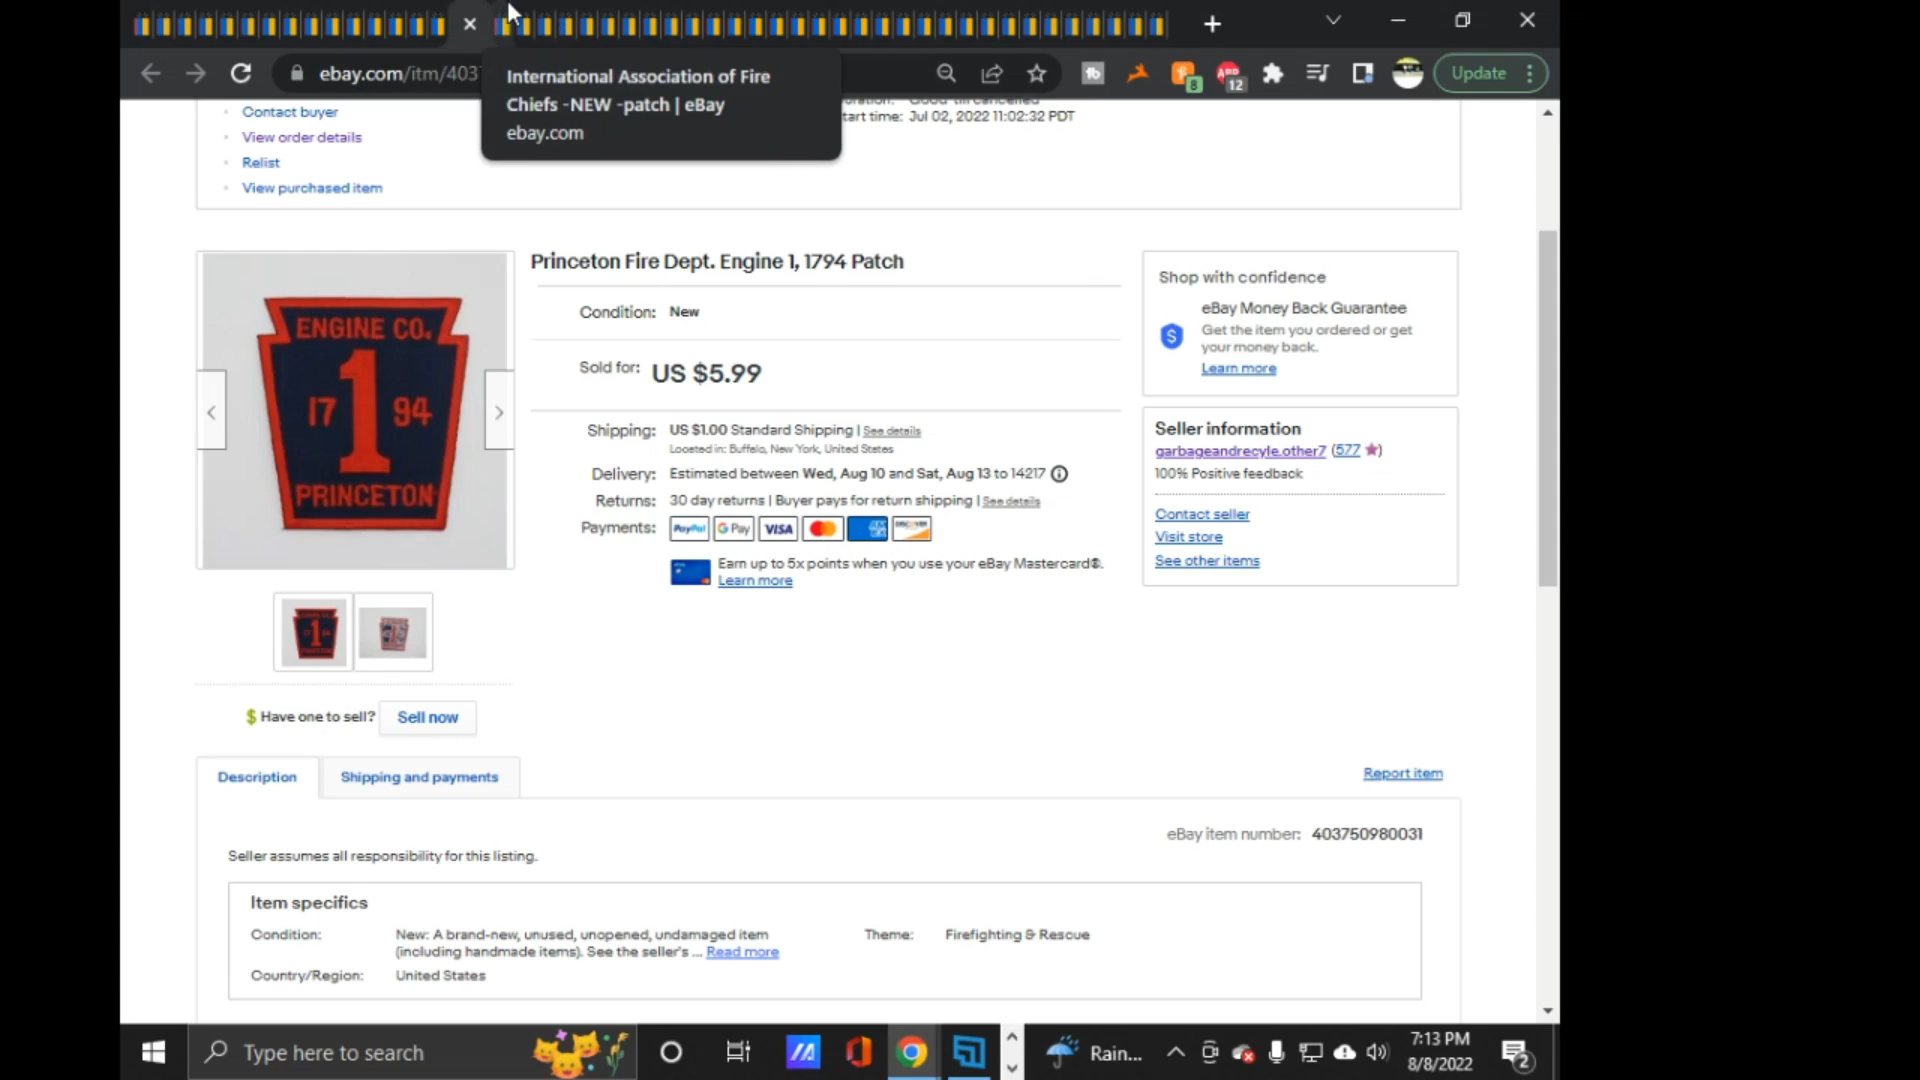 ebay.com/itm/403
ABP
8
12
Update
International Association of Fire
Chiefs -NEW -patch | eBay
ebay.com
Contact buyer
View order details
Relist
View purchased item
tart time: Jul 02, 2022 11:02:32 PDT
Princeton Fire Dept. Engine 1, 1794 Patch
Condition: New
Sold for: US $5.99
Shipping: US $1.00 Standard Shipping | See details
Located in: Buffalo, New York, United States
Delivery: Estimated between Wed, Aug 10 and Sat, Aug 13 to 14217
Returns: 30 day returns | Buyer pays for return shipping | See details
Payments: PayPal G Pay VISA DISCOVER
Earn up to 5x points when you use your eBay Mastercard®.
Learn more
Shop with confidence
eBay Money Back Guarantee
Get the item you ordered or get
your money back.
Learn more
Seller information
garbageandrecyle.other7 (577 )
100% Positive feedback
Contact seller
Visit store
See other items
ENGINE CO.
17 1 94
PRINCETON
$ Have one to sell? Sell now
Description
Shipping and payments
Report item
eBay item number: 403750980031
Seller assumes all responsibility for this listing.
Item specifics
Condition: New: A brand-new, unused, unopened, undamaged item
(including handmade items). See the seller's ... Read more
Theme: Firefighting & Rescue
Country/Region: United States
Type here to search
Rain...
7:13 PM
8/8/2022
2